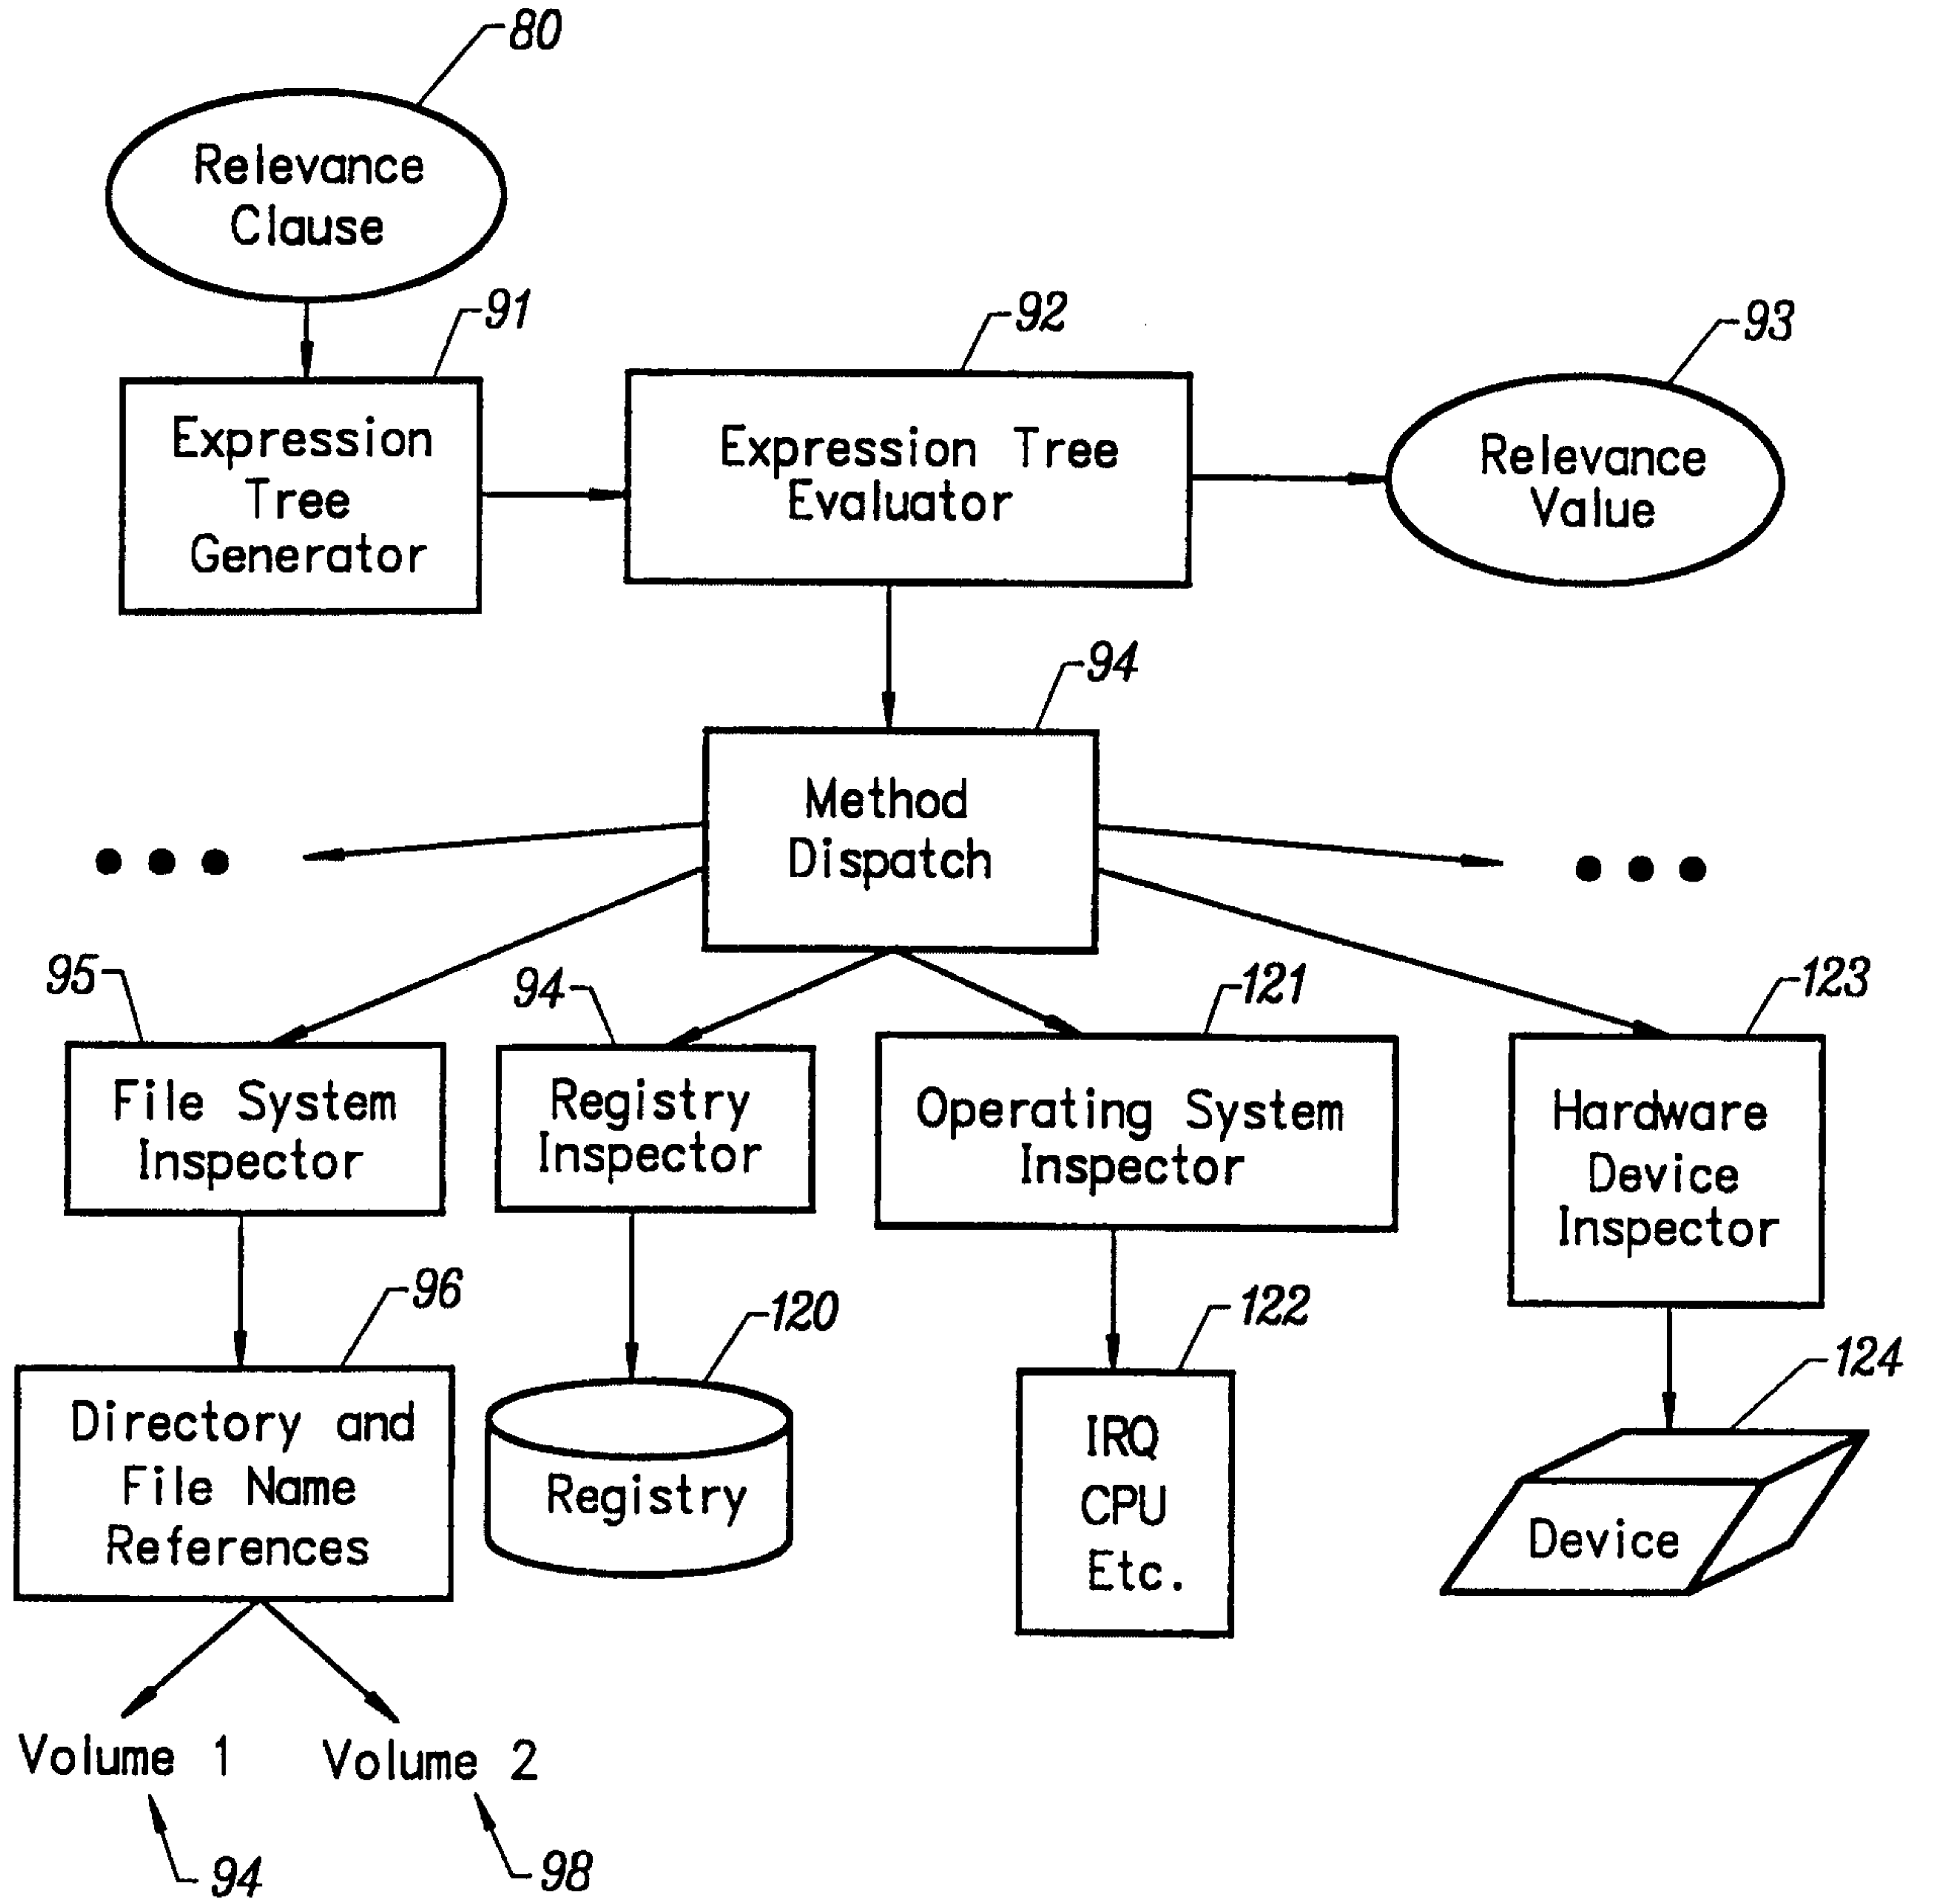 80
Relevance
Clause
91
Expression
Tree
Generator
92
Expression Tree
Evaluator
93
Relevance
Value
94
Method
Dispatch
95
File System
Inspector
94
Registry
Inspector
121
Operating System
Inspector
123
Hardware
Device
Inspector
96
Directory and
File Name
References
120
Registry
122
IRQ
CPU
Etc.
124
Device
Volume 1
Volume 2
94
98